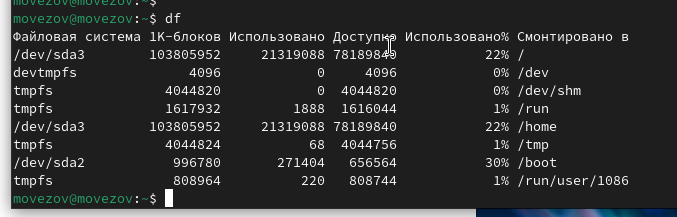 movezov@movezov:~$
movezov@movezov:~$ df
Файловая система 1K-блоков Использовано Доступно Использовано% Смонтировано в
/dev/sda3 103805952 21319088 78189840 22% /
devtmpfs 4096 0 4096 0% /dev
tmpfs 4044820 0 4044820 0% /dev/shm
tmpfs 1617932 1888 1616044 1% /run
/dev/sda3 103805952 21319088 78189840 22% /home
tmpfs 4044824 68 4044756 1% /tmp
/dev/sda2 996780 271404 656564 30% /boot
tmpfs 808964 220 808744 1% /run/user/1086
movezov@movezov:~$